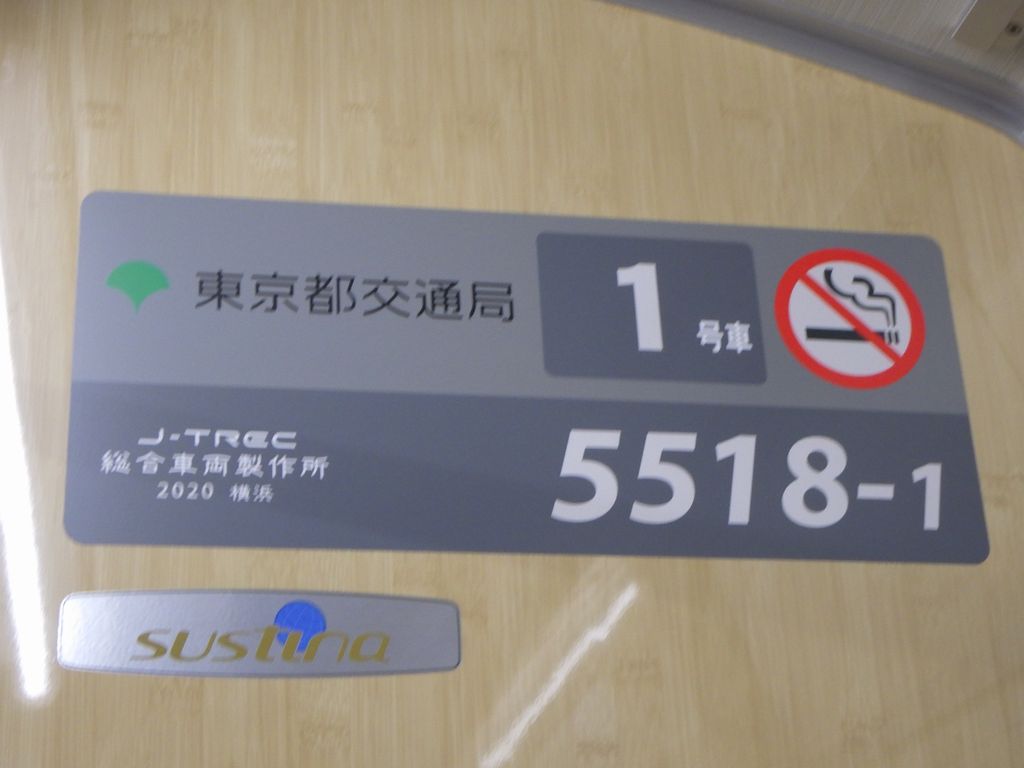 東京都交通局
1号車
J-TREC
総合車両製作所
2020 横浜
5518-1
sustina